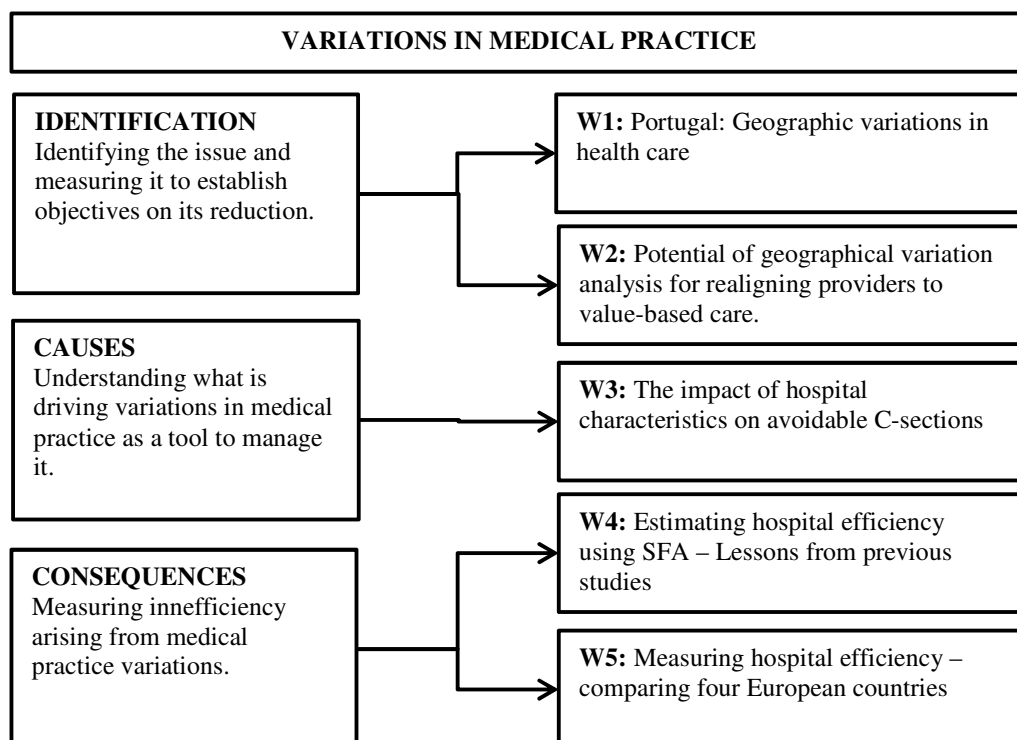 VARIATIONS IN MEDICAL PRACTICE
IDENTIFICATION
Identifying the issue and
measuring it to establish
objectives on its reduction.
W1: Portugal: Geographic variations in
health care
W2: Potential of geographical variation
analysis for realigning providers to
value-based care.
CAUSES
Understanding what is
driving variations in medical
practice as a tool to manage
it.
W3: The impact of hospital
characteristics on avoidable C-sections
CONSEQUENCES
Measuring innefficiency
arising from medical
practice variations.
W4: Estimating hospital efficiency
using SFA – Lessons from previous
studies
W5: Measuring hospital efficiency –
comparing four European countries